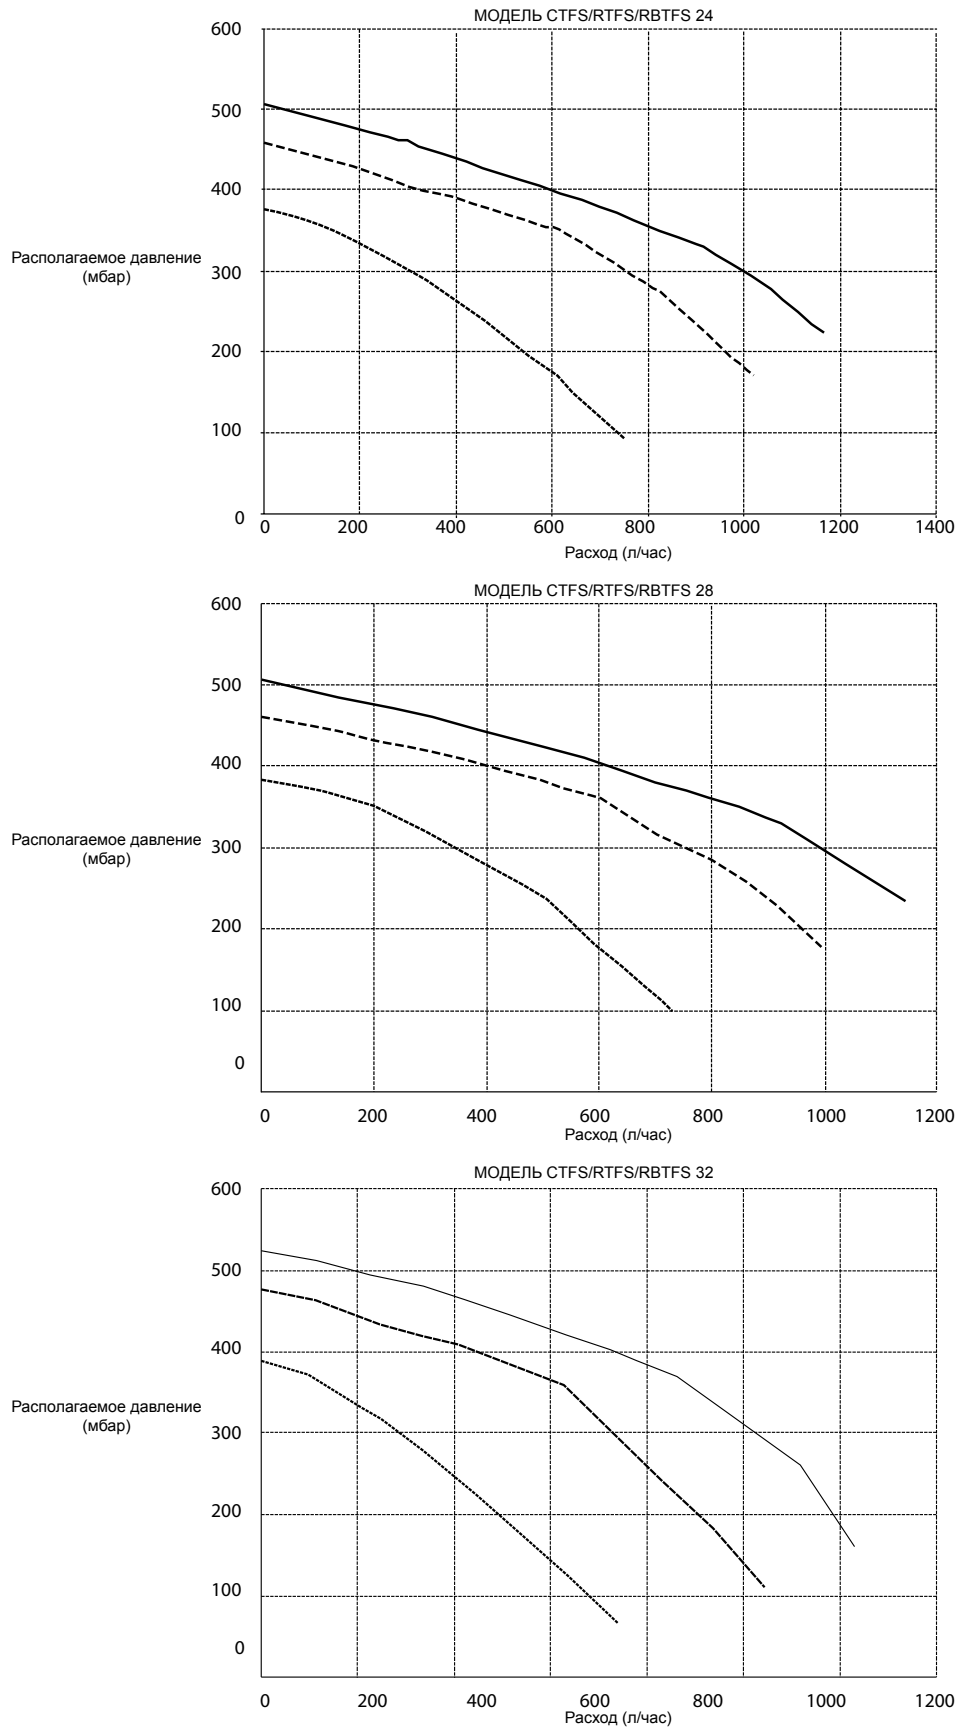 МОДЕЛЬ CTFS/RTFS/RBTFS 24
600
500
400
Располагаемое давление
(мбар)
300
200
100
0
0 200 400 600 800 1000 1200 1400
Расход (л/час)
МОДЕЛЬ CTFS/RTFS/RBTFS 28
600
500
400
Располагаемое давление
(мбар)
300
200
100
0
0 200 400 600 800 1000 1200
Расход (л/час)
МОДЕЛЬ CTFS/RTFS/RBTFS 32
600
500
400
Располагаемое давление
(мбар)
300
200
100
0
0 200 400 600 800 1000 1200
Расход (л/час)